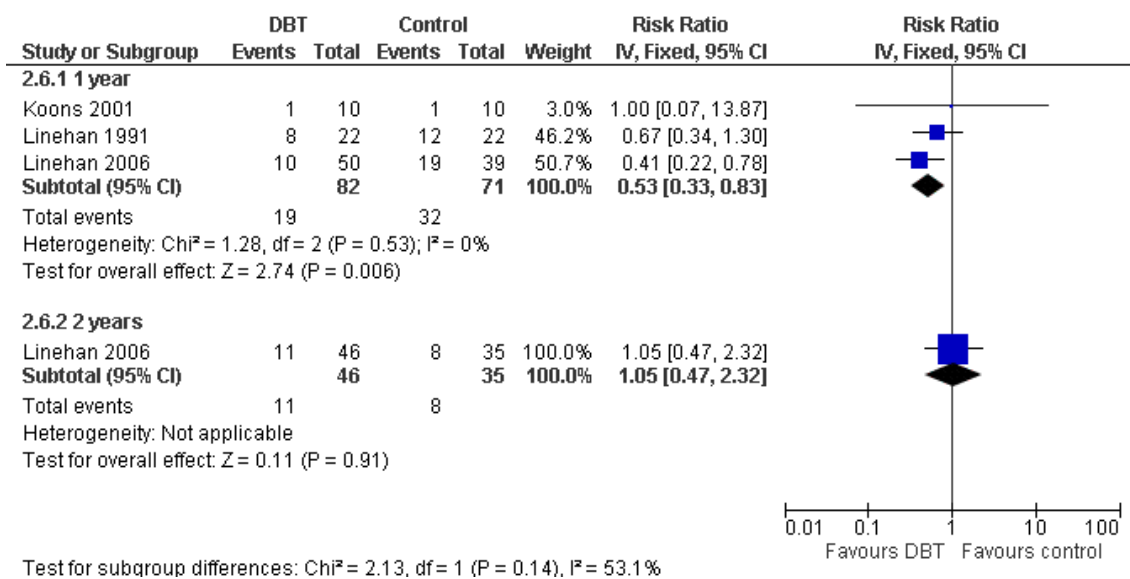 DBT Control Risk Ratio Risk Ratio
Study or Subgroup Events Total Events Total Weight IV, Fixed, 95% CI IV, Fixed, 95% CI
2.6.1 1 year
Koons 2001 1 10 1 10 3.0% 1.00 [0.07, 13.87]
Linehan 1991 8 22 12 22 46.2% 0.67 [0.34, 1.30]
Linehan 2006 10 50 19 39 50.7% 0.41 [0.22, 0.78]
Subtotal (95% CI) 82 71 100.0% 0.53 [0.33, 0.83]
Total events 19 32
Heterogeneity: Chi² = 1.28, df = 2 (P = 0.53); I² = 0%
Test for overall effect: Z = 2.74 (P = 0.006)
2.6.2 2 years
Linehan 2006 11 46 8 35 100.0% 1.05 [0.47, 2.32]
Subtotal (95% CI) 46 35 100.0% 1.05 [0.47, 2.32]
Total events 11 8
Heterogeneity: Not applicable
Test for overall effect: Z = 0.11 (P = 0.91)
0.01 0.1 1 10 100
Favours DBT Favours control
Test for subgroup differences: Chi² = 2.13, df = 1 (P = 0.14), I² = 53.1%